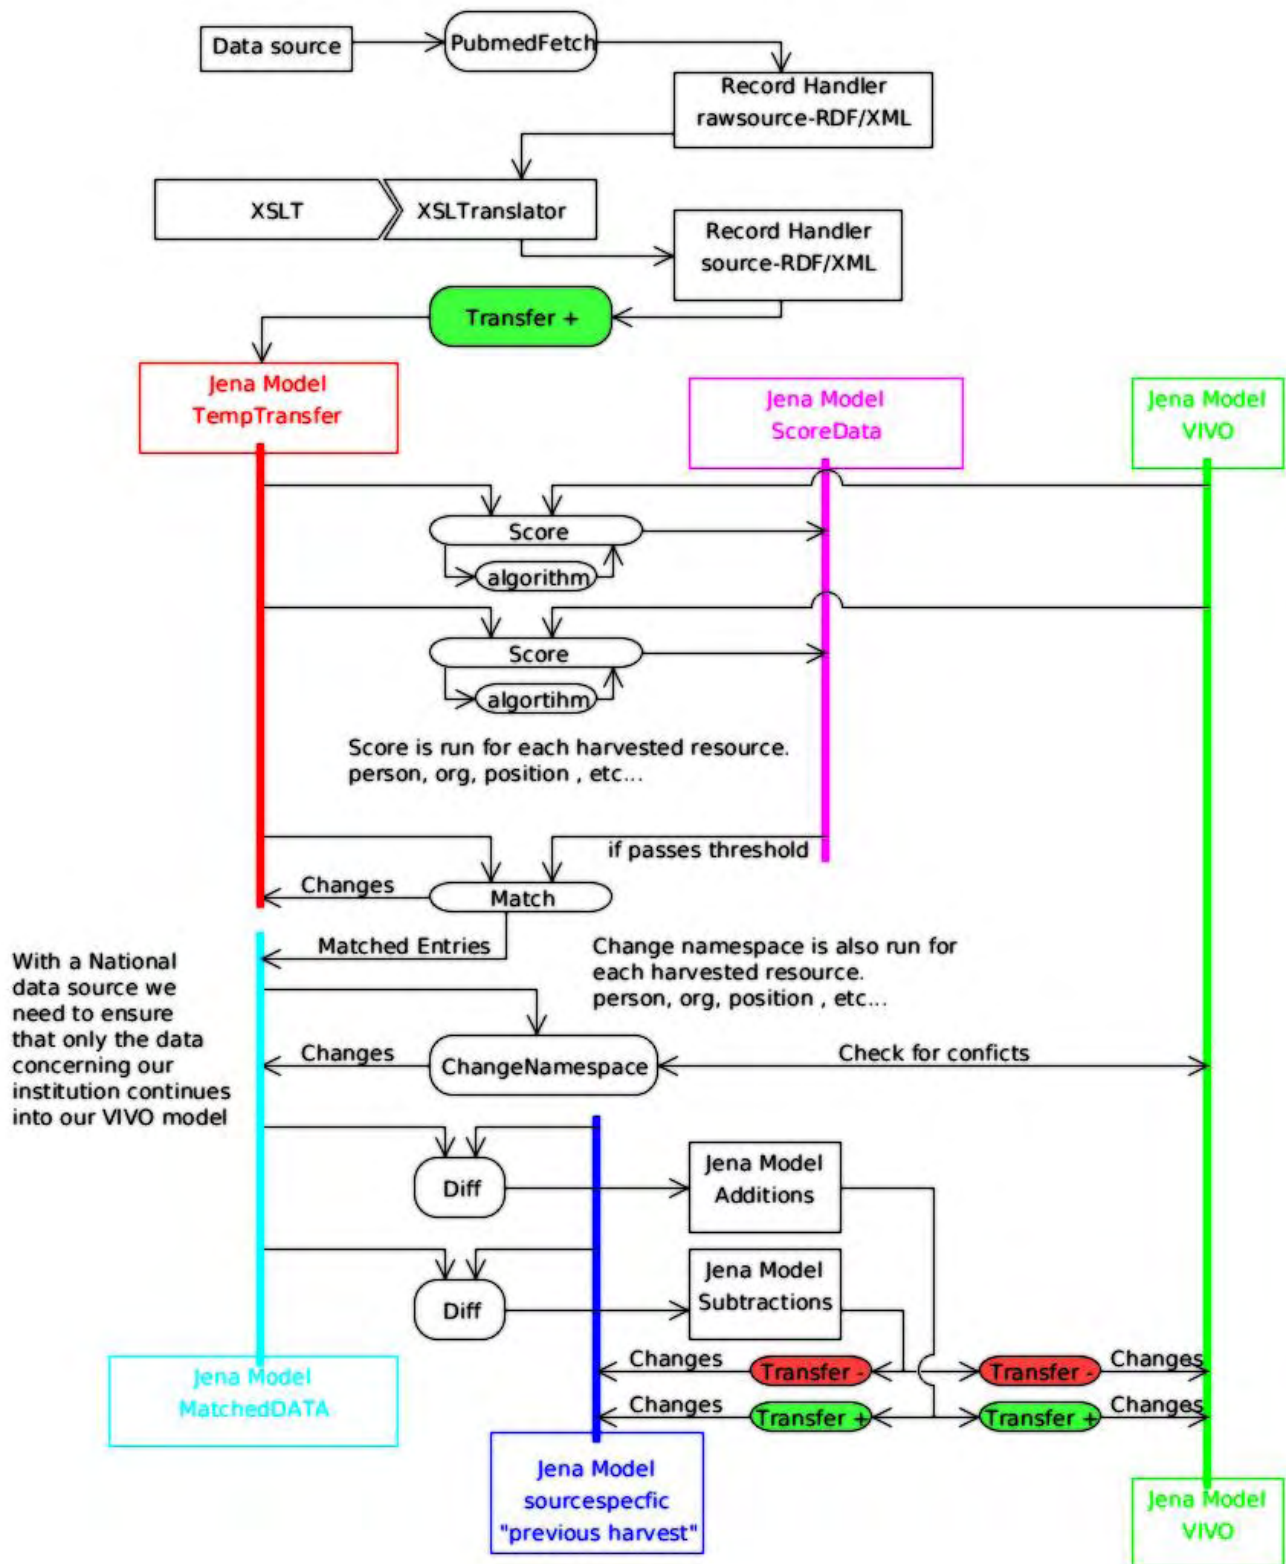 Data source
PubmedFetch
Record Handler
rawsource-RDF/XML
XSLT
XSLTranslator
Record Handler
source-RDF/XML
Transfer +
Jena Model
TempTransfer
Jena Model
ScoreData
Jena Model
VIVO
Score
algorithm
Score
algortihm
Score is run for each harvested resource.
person, org, position , etc...
if passes threshold
Changes
Match
Matched Entries
With a National
data source we
need to ensure
that only the data
concerning our
institution continues
into our VIVO model
Change namespace is also run for
each harvested resource.
person, org, position , etc...
Changes
ChangeNamespace
Check for conficts
Diff
Jena Model
Additions
Diff
Jena Model
Subtractions
Changes
Transfer -
Transfer -
Changes
Changes
Transfer +
Transfer +
Changes
Jena Model
MatchedDATA
Jena Model
sourcespecfic
"previous harvest"
Jena Model
VIVO